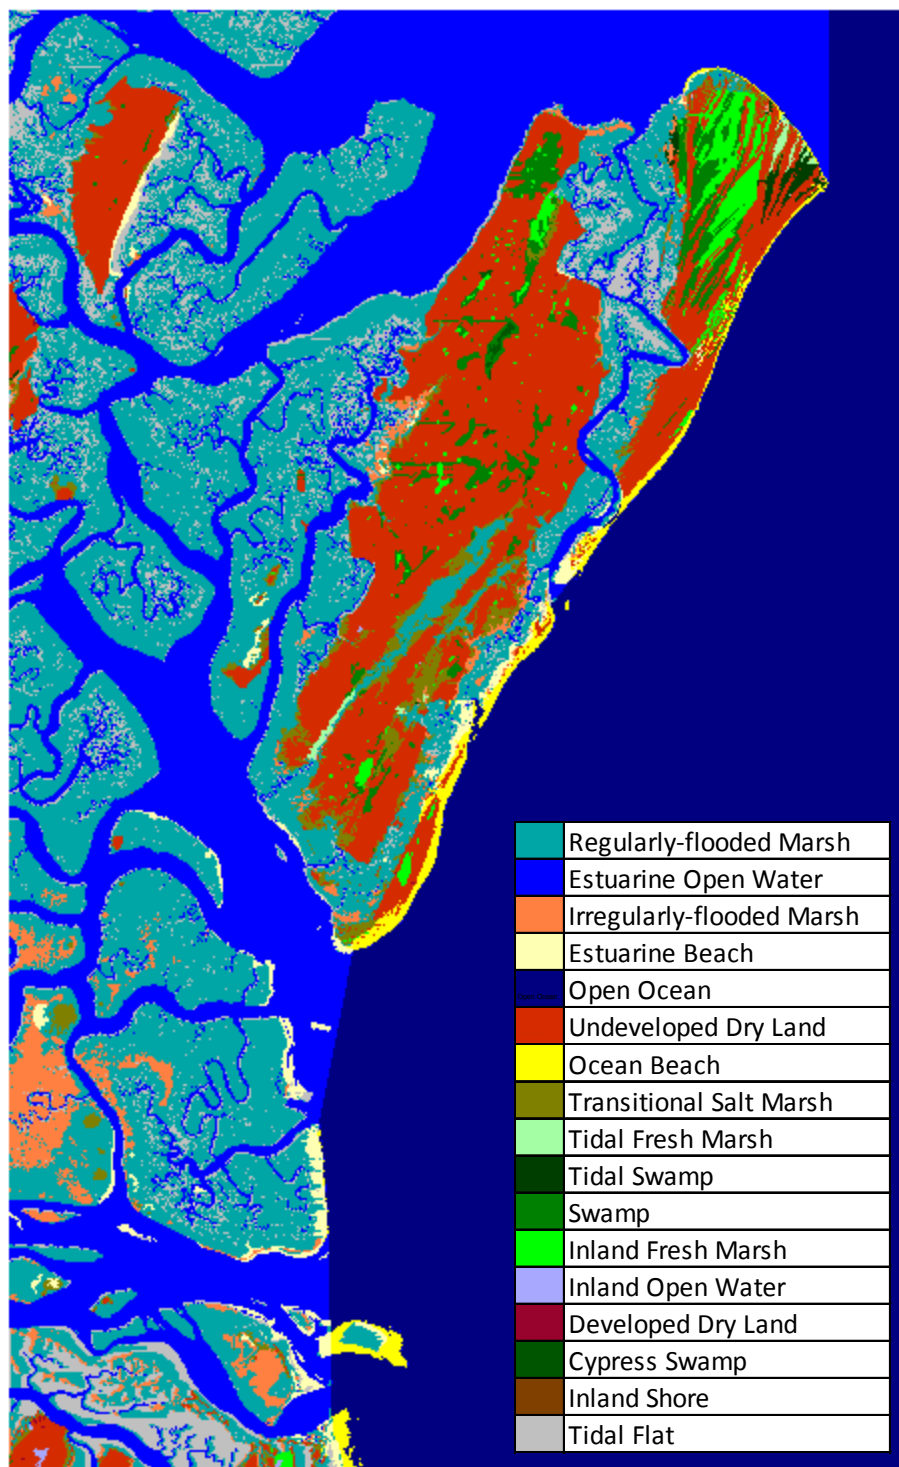 Regularly-flooded Marsh
Estuarine Open Water
Irregularly-flooded Marsh
Estuarine Beach
Open Ocean
Undeveloped Dry Land
Ocean Beach
Transitional Salt Marsh
Tidal Fresh Marsh
Tidal Swamp
Swamp
Inland Fresh Marsh
Inland Open Water
Developed Dry Land
Cypress Swamp
Inland Shore
Tidal Flat